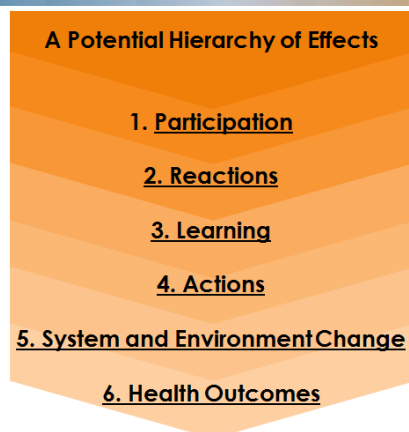 A Potential Hierarchy of Effects
1. Participation
2. Reactions
3. Learning
4. Actions
5. System and Environment Change
6. Health Outcomes